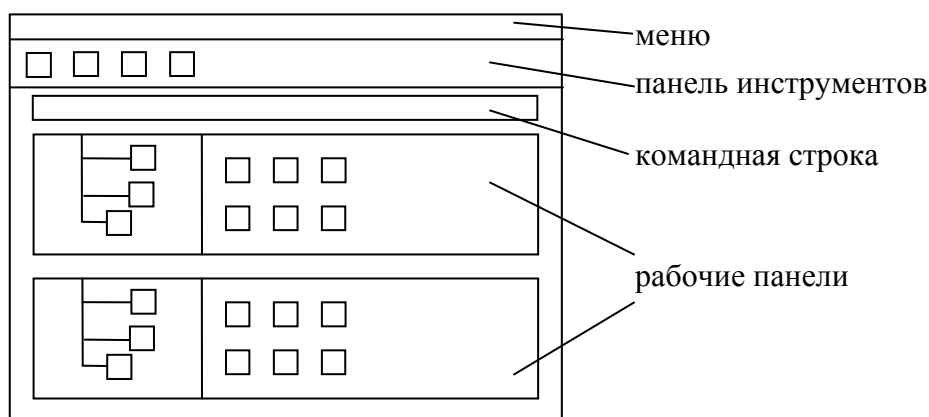 меню
панель инструментов
командная строка
рабочие панели